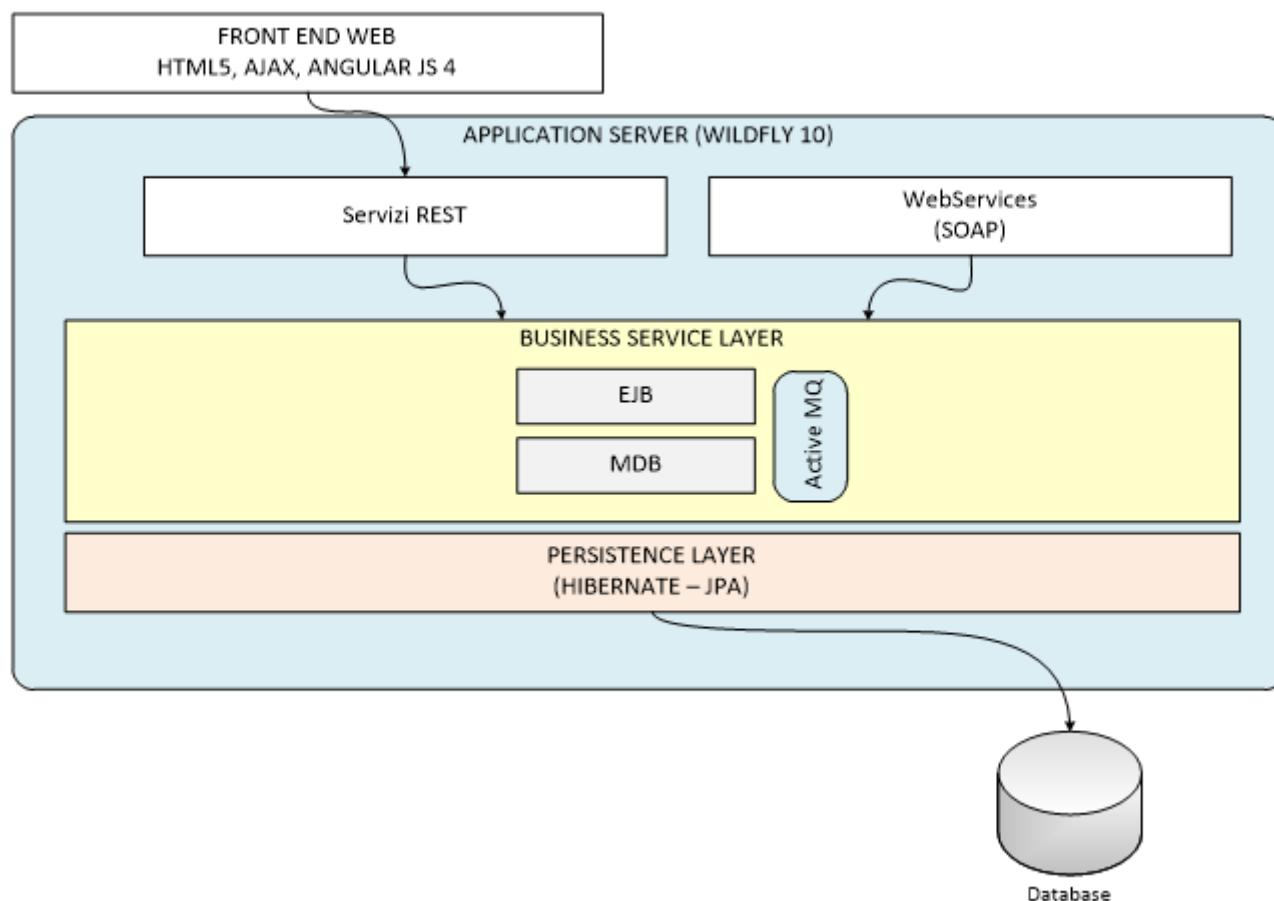 FRONT END WEB
HTML5, AJAX, ANGULAR JS 4
APPLICATION SERVER (WILDFLY 10)
Servizi REST
WebServices
(SOAP)
BUSINESS SERVICE LAYER
EJB
MDB
Active MQ
PERSISTENCE LAYER
(HIBERNATE – JPA)
Database